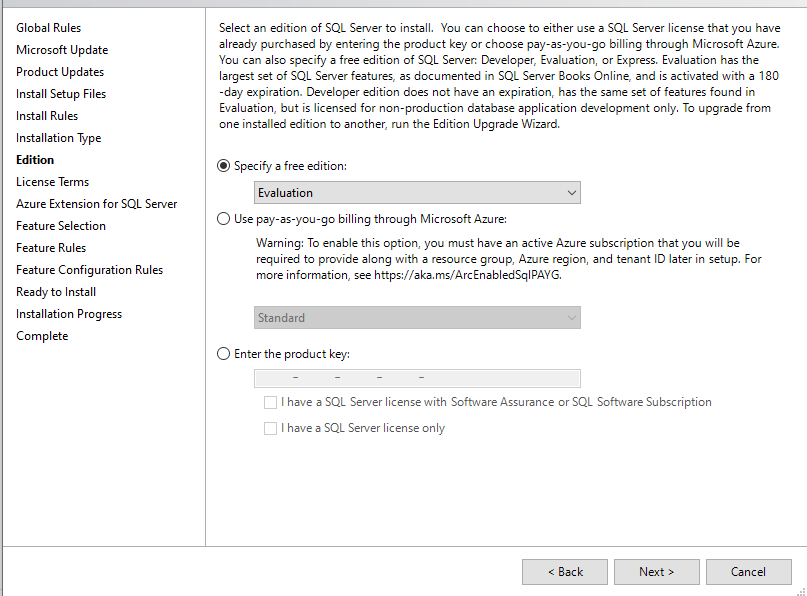 Global Rules
Microsoft Update
Product Updates
Install Setup Files
Install Rules
Installation Type
Edition
License Terms
Azure Extension for SQL Server
Feature Selection
Feature Rules
Feature Configuration Rules
Ready to Install
Installation Progress
Complete
Select an edition of SQL Server to install.  You can choose to either use a SQL Server license that you have
already purchased by entering the product key or choose pay-as-you-go billing through Microsoft Azure.
You can also specify a free edition of SQL Server: Developer, Evaluation, or Express. Evaluation has the
largest set of SQL Server features, as documented in SQL Server Books Online, and is activated with a 180
-day expiration. Developer edition does not have an expiration, has the same set of features found in
Evaluation, but is licensed for non-production database application development only. To upgrade from
one installed edition to another, run the Edition Upgrade Wizard.
Specify a free edition:
Evaluation
Use pay-as-you-go billing through Microsoft Azure:
Warning: To enable this option, you must have an active Azure subscription that you will be
required to provide along with a resource group, Azure region, and tenant ID later in setup. For
more information, see https://aka.ms/ArcEnabledSqlPAYG.
Standard
Enter the product key:
– – – –
I have a SQL Server license with Software Assurance or SQL Software Subscription
I have a SQL Server license only
< Back Next > Cancel